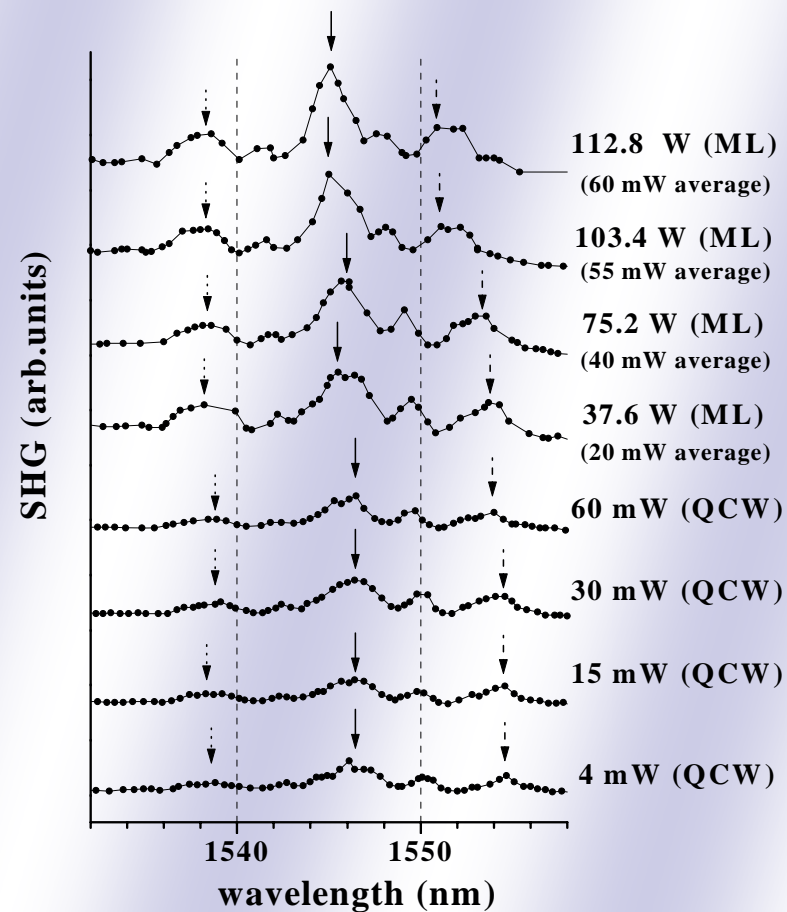 112.8 W (ML)
(60 mW average)
103.4 W (ML)
(55 mW average)
75.2 W (ML)
(40 mW average)
37.6 W (ML)
(20 mW average)
60 mW (QCW)
30 mW (QCW)
15 mW (QCW)
4 mW (QCW)
SHG (arb.units)
1540 1550
wavelength (nm)